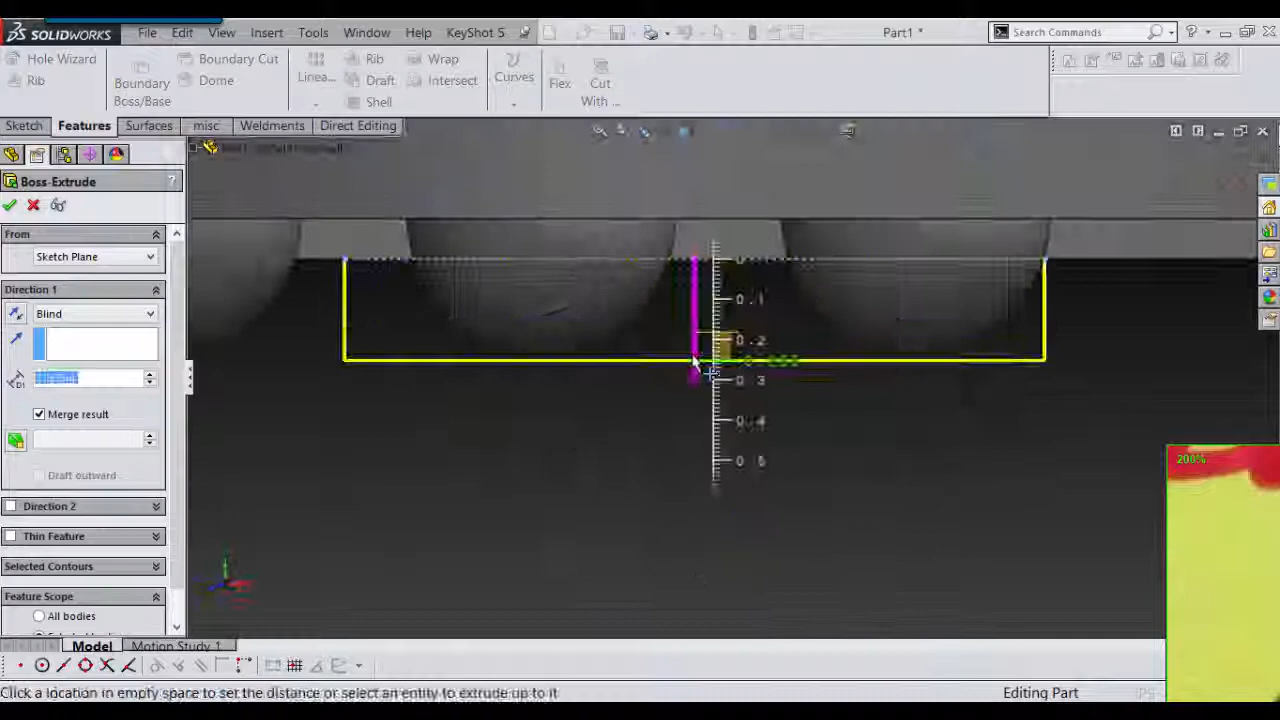 SOLIDWORKS File Edit View Insert Tools Window Help KeyShot 5 Part1 * Search Commands
Hole Wizard
Rib
Boundary
Boss/Base
Boundary Cut
Dome
Linea...
Rib
Draft
Shell
Wrap
Intersect
Curves
Flex
Cut
With ...
Sketch Features Surfaces misc Weldments Direct Editing
Boss-Extrude ?
From
Sketch Plane
Direction 1
Blind
D1
Merge result
Draft outward
Direction 2
Thin Feature
Selected Contours
Feature Scope
All bodies
0
0.1
0.2
0.3
0.4
200%
Model Motion Study 1
Click a location in empty space to set the distance or select an entity to extrude up to it Editing Part